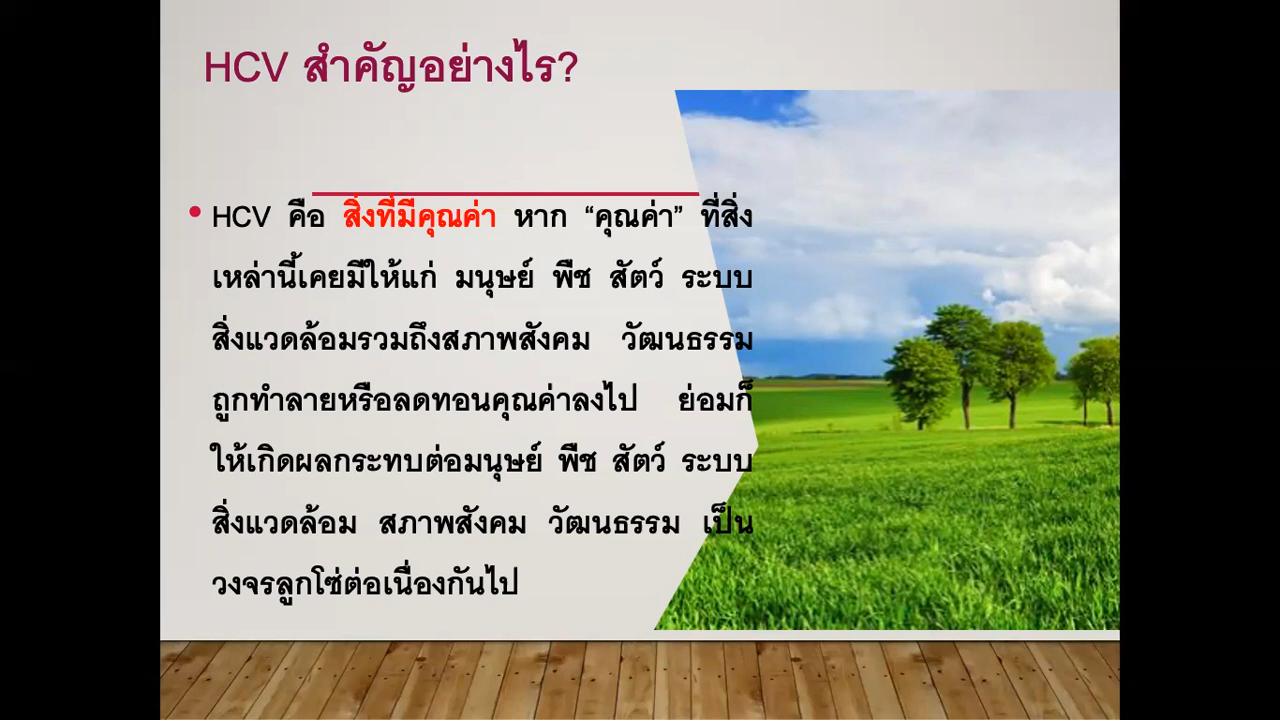 HCV สำคัญอย่างไร?
• HCV คือ สิ่งที่มีคุณค่า หาก “คุณค่า” ที่สิ่ง
เหล่านี้เคยมีให้แก่ มนุษย์ พืช สัตว์ ระบบ
สิ่งแวดล้อมรวมถึงสภาพสังคม วัฒนธรรม
ถูกทำลายหรือลดทอนคุณค่าลงไป ย่อมก็
ให้เกิดผลกระทบต่อมนุษย์ พืช สัตว์ ระบบ
สิ่งแวดล้อม สภาพสังคม วัฒนธรรม เป็น
วงจรลูกโซ่ต่อเนื่องกันไป